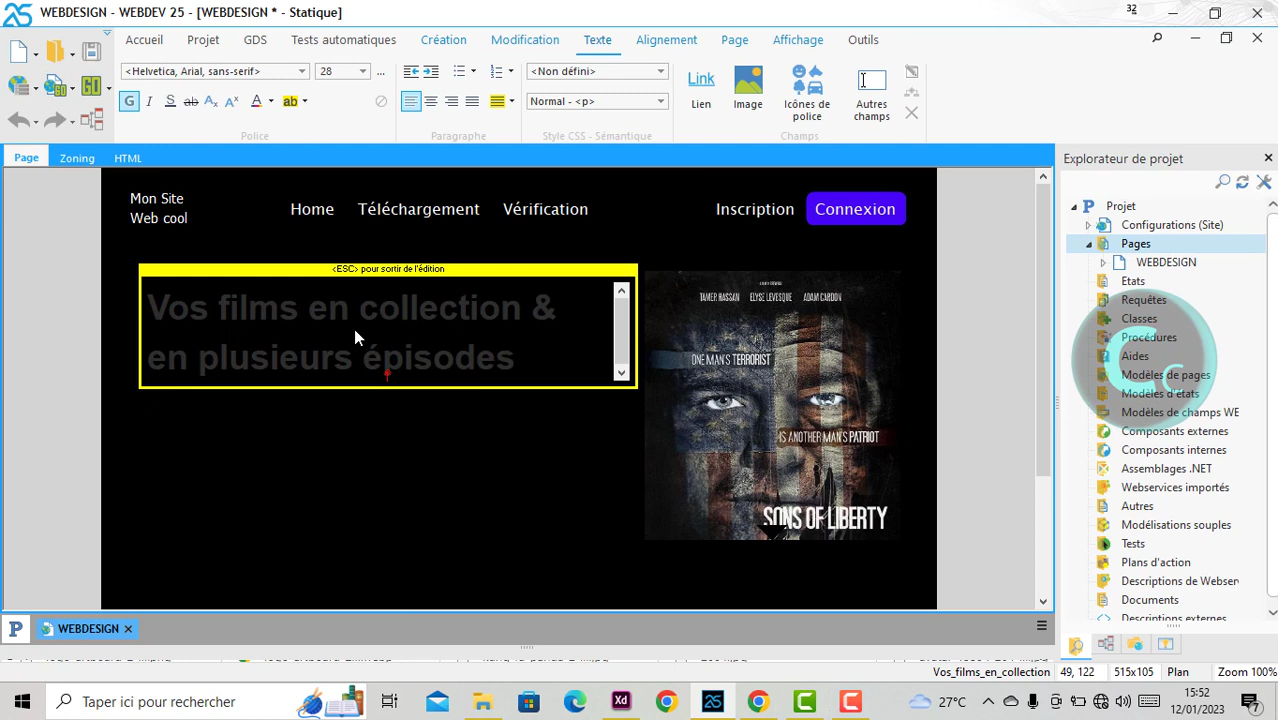 WEBDESIGN - WEBDEV 25 - [WEBDESIGN * - Statique]
32
Accueil Projet GDS Tests automatiques Création Modification Texte Alignement Page Affichage Outils
<Helvetica, Arial, sans-serif> 28 ... <Non défini>
Link
Lien Image Icônes de police Autres champs
G I S ab A A A ab Normal - <p>
Police Paragraphe Style CSS - Sémantique Champs
Page Zoning HTML
Explorateur de projet
Mon Site
Web cool
Home Téléchargement Vérification Inscription Connexion
<ESC> pour sortir de l'édition
Vos films en collection &
en plusieurs épisodes
TAMER HASSAN ELYSE LEVESQUE ADAM CARDON
ONE MAN'S TERRORIST
IS ANOTHER MAN'S PATRIOT
SONS OF LIBERTY
Projet
Configurations (Site)
Pages
WEBDESIGN
Etats
Requêtes
Classes
Procédures
Aides
Modèles de pages
Modèles d'états
Modèles de champs WE
Composants externes
Composants internes
Assemblages .NET
Webservices importés
Autres
Modélisations souples
Tests
Plans d'action
Descriptions de Webser
Documents
Descriptions externes
WEBDESIGN
Vos_films_en_collection 49, 122 515x105 Plan Zoom 100%
Taper ici pour rechercher
Xd
27°C
15:52
12/01/2023
7